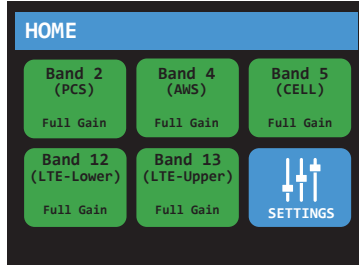 HOME
Band 2
(PCS)
Full Gain
Band 4
(AWS)
Full Gain
Band 5
(CELL)
Full Gain
Band 12
(LTE-Lower)
Full Gain
Band 13
(LTE-Upper)
Full Gain
SETTINGS